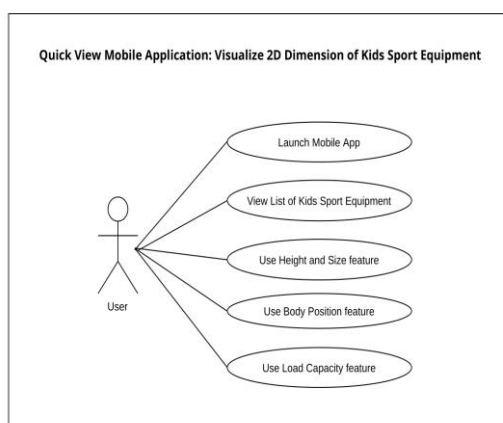 Quick View Mobile Application: Visualize 2D Dimension of Kids Sport Equipment
Launch Mobile App
View List of Kids Sport Equipment
Use Height and Size feature
Use Body Position feature
User
Use Load Capacity feature